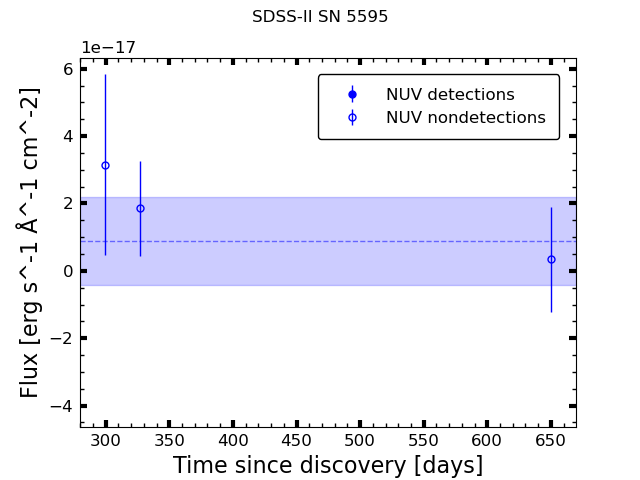 SDSS-II SN 5595
1e−17
NUV detections
NUV nondetections
6
4
2
0
−2
−4
Flux [erg s^-1 Å^-1 cm^-2]
300 350 400 450 500 550 600 650
Time since discovery [days]